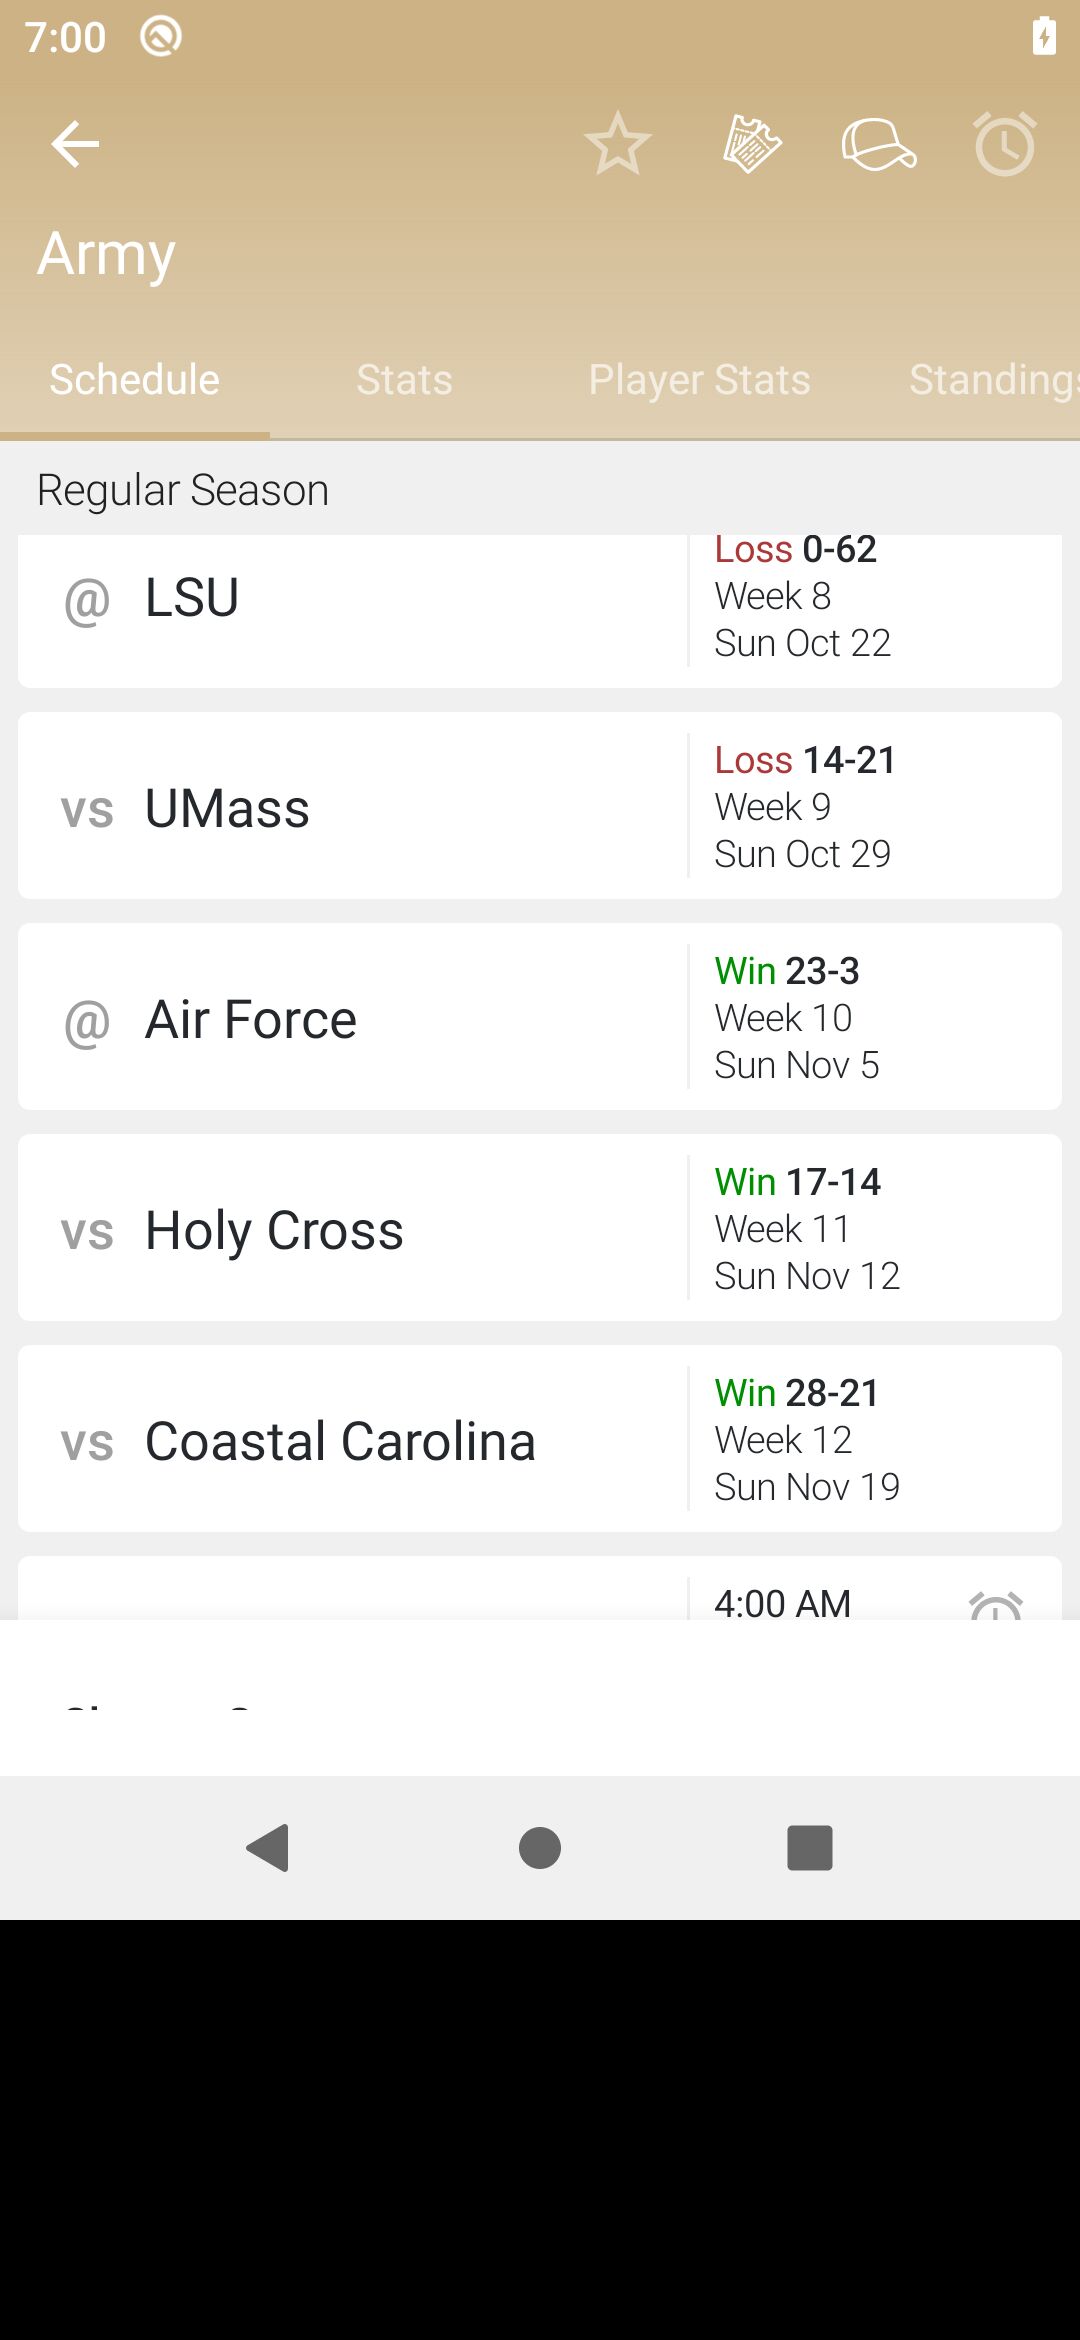 7:00
Army
Schedule Stats Player Stats Standings
Regular Season
@ LSU
Loss 0-62
Week 8
Sun Oct 22
vs UMass
Loss 14-21
Week 9
Sun Oct 29
@ Air Force
Win 23-3
Week 10
Sun Nov 5
vs Holy Cross
Win 17-14
Week 11
Sun Nov 12
vs Coastal Carolina
Win 28-21
Week 12
Sun Nov 19
4:00 AM